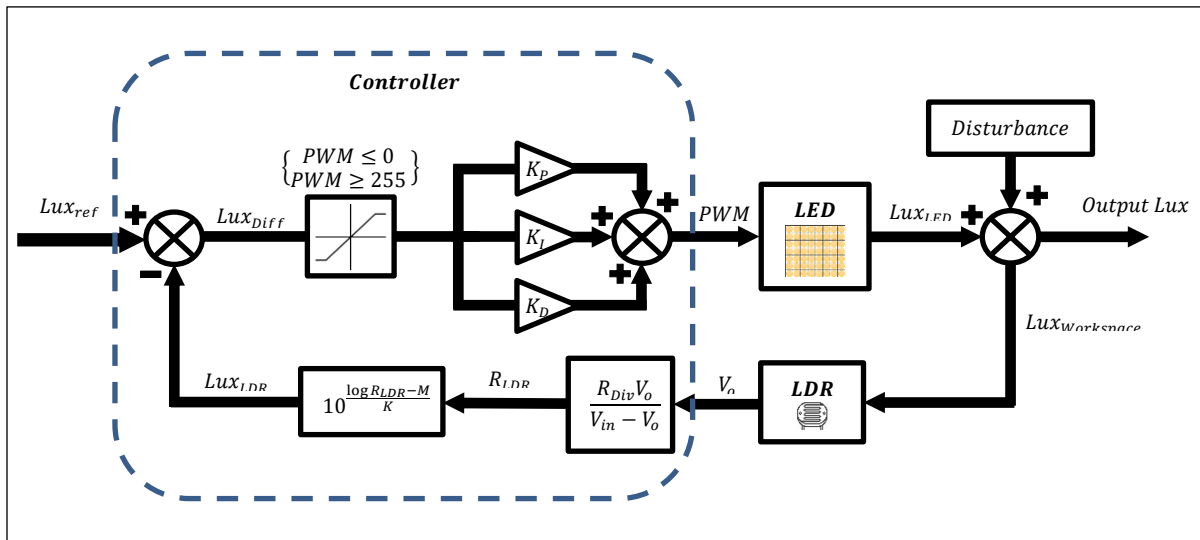 Controller
Disturbance
{PWM ≤ 0
PWM ≥ 255}
Lux_ref
+
−
Lux_Diff
K_P
K_I
K_D
+
+
+
PWM
LED
Lux_LED
+
+
Output Lux
Lux_Workspace
Lux_LDR
10^((log R_LDR−M)/K)
R_LDR
R_Div V_o
V_in − V_o
V_o
LDR